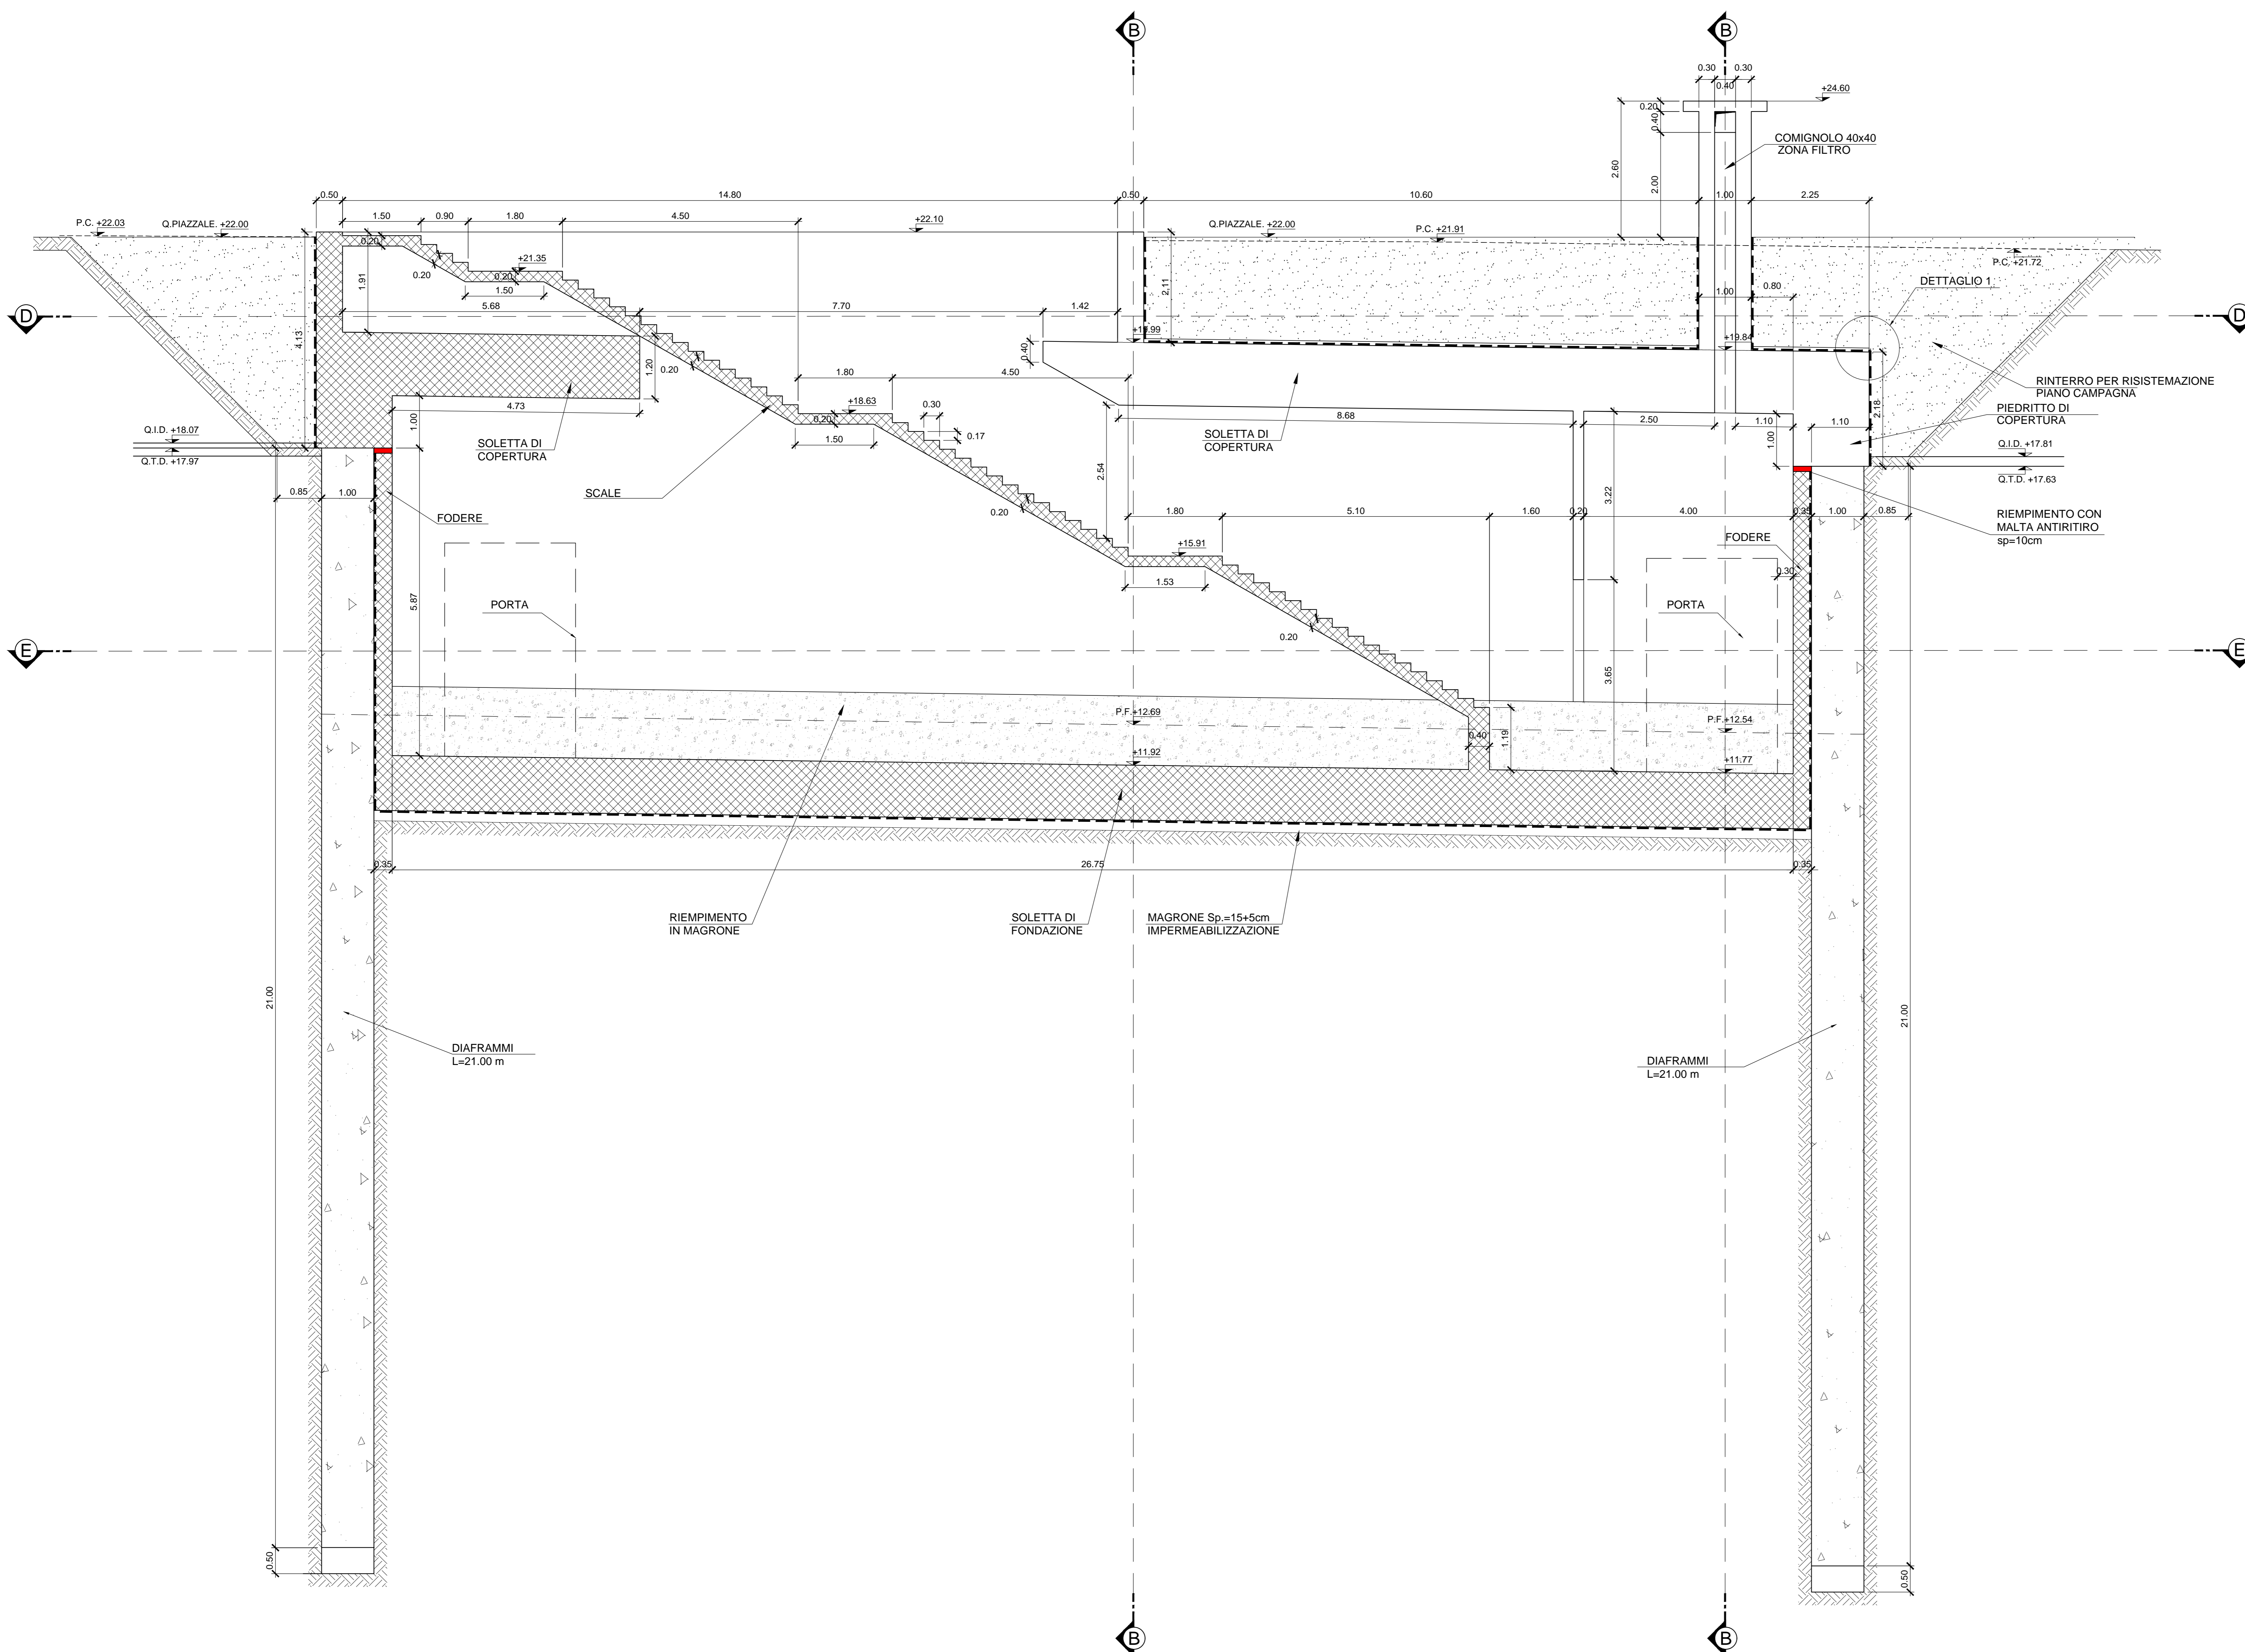 B
B
0.30
0.30
0.40
+24.60
0.20
0.40
COMIGNOLO 40x40
ZONA FILTRO
2.60
2.00
0.50
14.80
0.50
10.60
1.00
2.25
P.C. +22.03
Q.PIAZZALE. +22.00
1.50
0.90
1.80
4.50
+22.10
Q.PIAZZALE. +22.00
P.C. +21.91
0.20
+21.35
P.C. +21.72
0.20
0.20
1.91
1.50
2.11
DETTAGLIO 1
1.00
0.80
5.68
7.70
1.42
D
D
4.13
+19.84
0.40
1.20
0.20
1.80
4.50
RINTERRO PER RISISTEMAZIONE
PIANO CAMPAGNA
4.73
+18.63
0.30
8.68
2.50
1.10
1.10
2.18
PIEDRITTO DI
COPERTURA
1.00
0.20
0.17
1.00
Q.I.D. +18.07
SOLETTA DI
COPERTURA
1.50
SOLETTA DI
COPERTURA
Q.I.D. +17.81
Q.T.D. +17.97
2.54
Q.T.D. +17.63
0.85
1.00
SCALE
3.22
FODERE
0.20
1.80
5.10
1.60
0.20
4.00
0.35
1.00
0.85
RIEMPIMENTO CON
MALTA ANTIRITIRO
sp=10cm
FODERE
+15.91
0.30
1.53
5.87
PORTA
PORTA
0.20
E
E
3.65
P.F.+12.69
P.F.+12.54
0.40
1.19
+11.92
+11.77
0.35
26.75
0.35
RIEMPIMENTO
IN MAGRONE
SOLETTA DI
FONDAZIONE
MAGRONE Sp.=15+5cm
IMPERMEABILIZZAZIONE
21.00
21.00
DIAFRAMMI
L=21.00 m
DIAFRAMMI
L=21.00 m
0.50
0.50
B
B